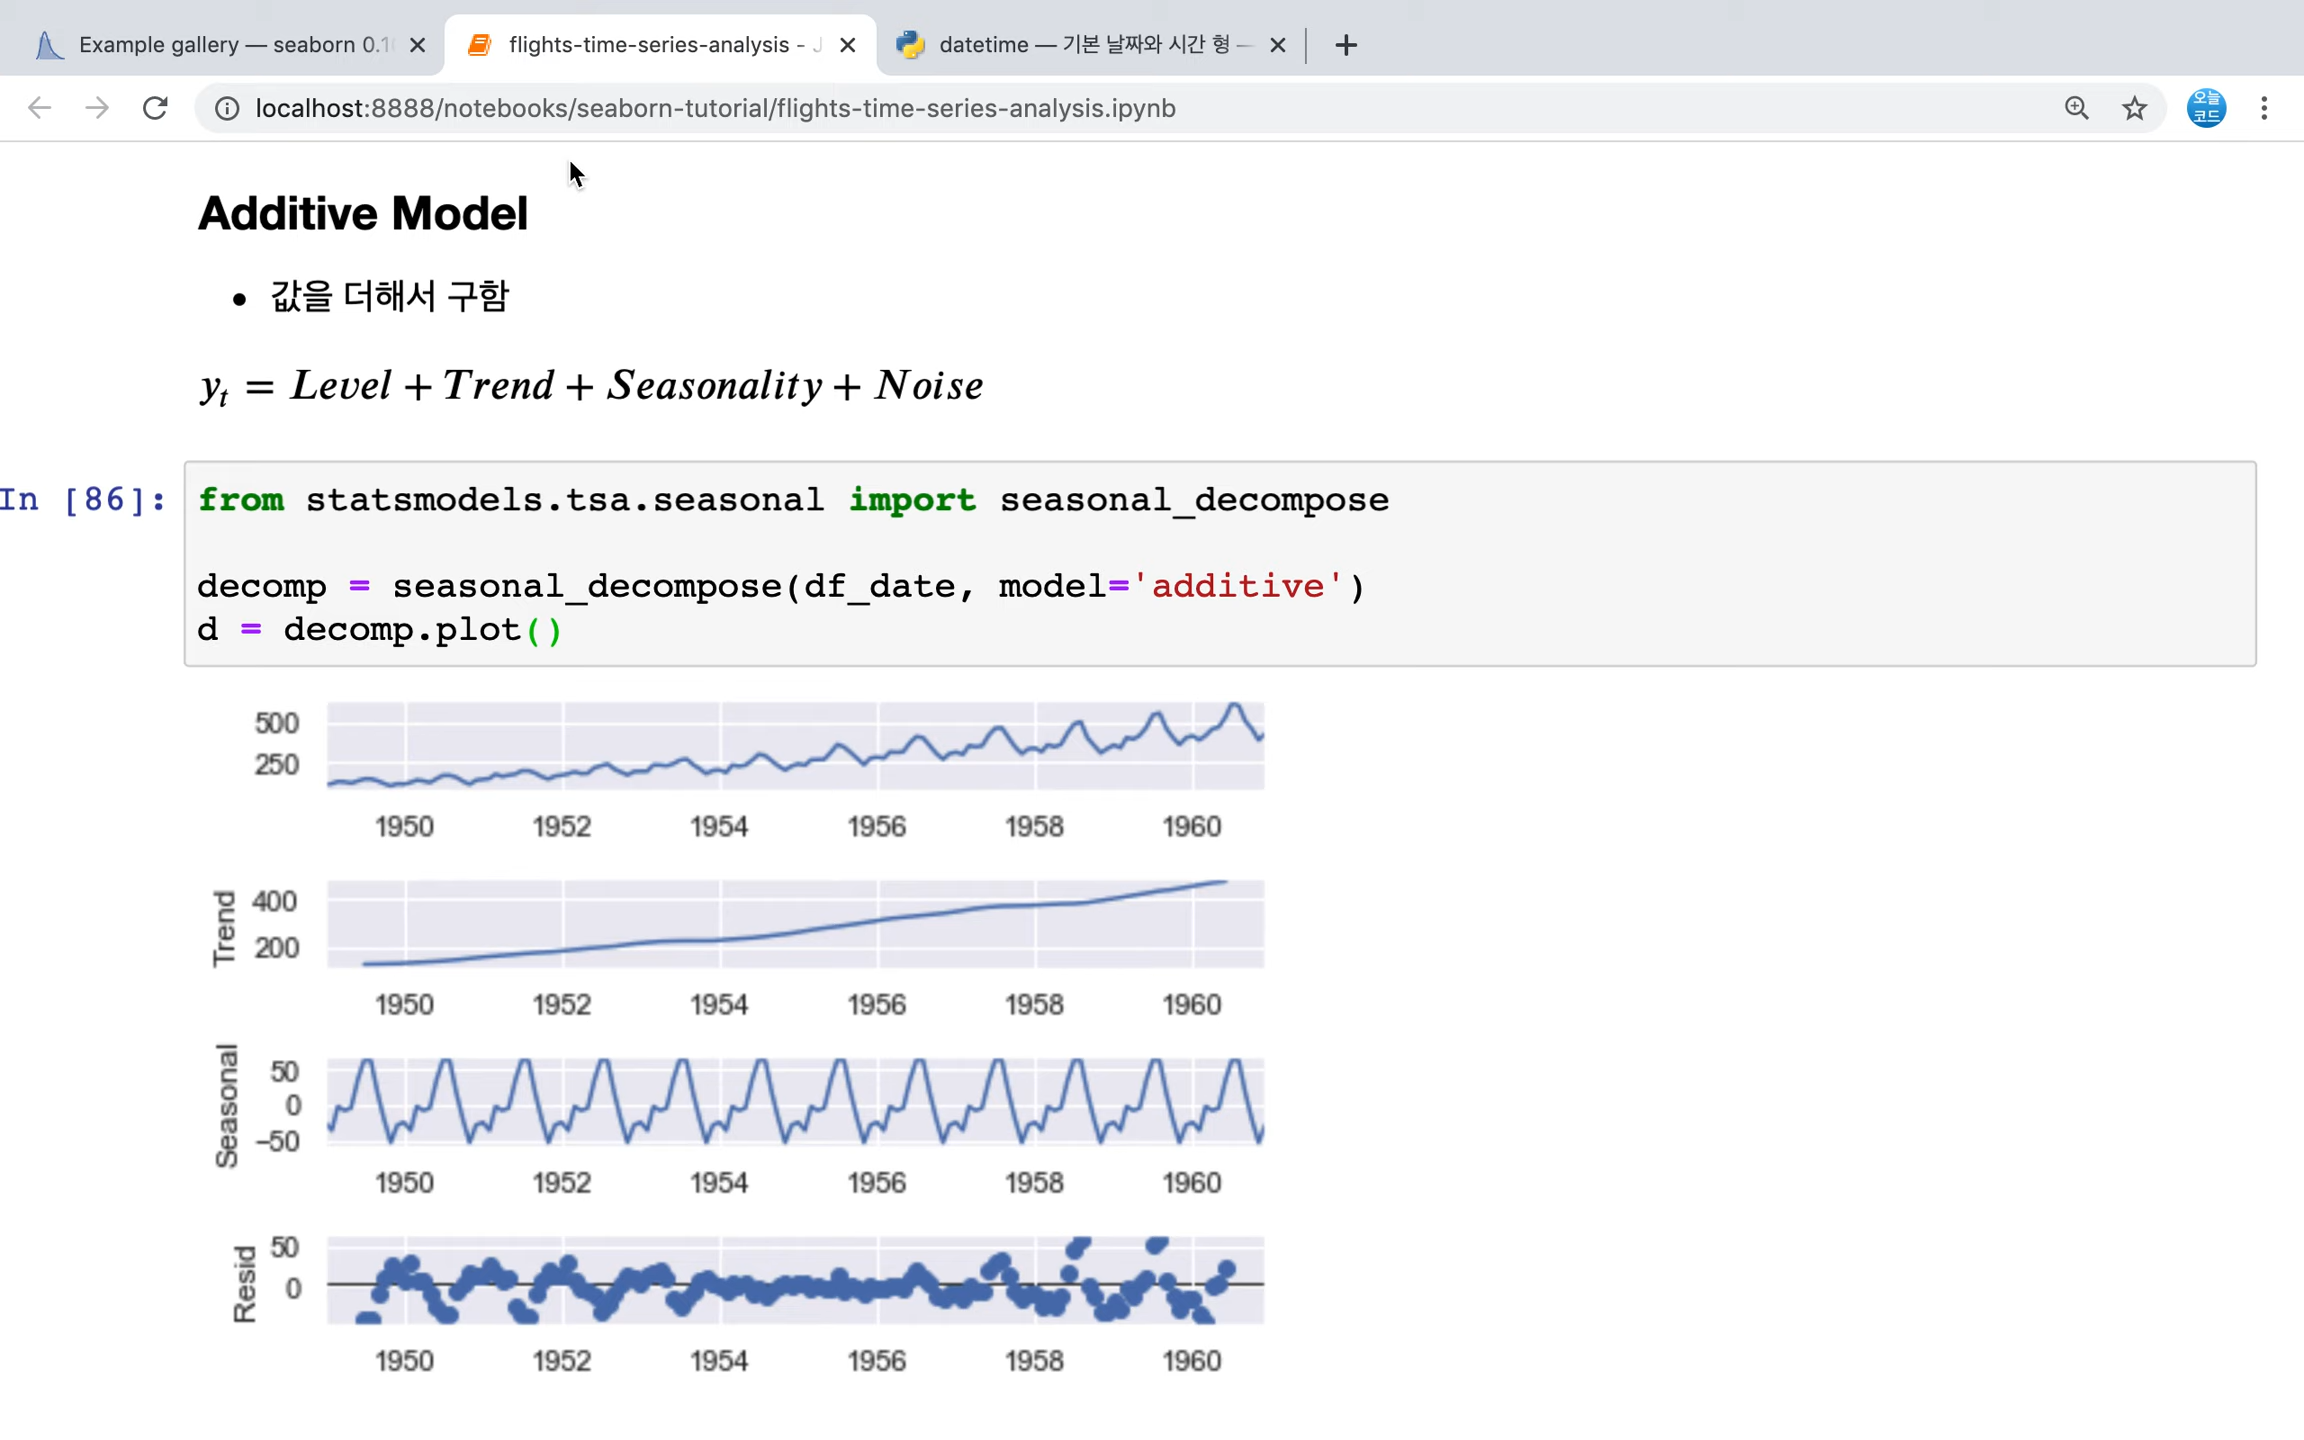 Example gallery — seaborn 0.1
flights-time-series-analysis - J
datetime — 기본 날짜와 시간 형 —
localhost:8888/notebooks/seaborn-tutorial/flights-time-series-analysis.ipynb
오늘
코드
Additive Model
• 값을 더해서 구함
yt = Level + Trend + Seasonality + Noise
In [86]:
from statsmodels.tsa.seasonal import seasonal_decompose
decomp = seasonal_decompose(df_date, model='additive')
d = decomp.plot()
500
250
1950 1952 1954 1956 1958 1960
Trend
400
200
1950 1952 1954 1956 1958 1960
Seasonal
50
0
−50
1950 1952 1954 1956 1958 1960
Resid
50
0
1950 1952 1954 1956 1958 1960